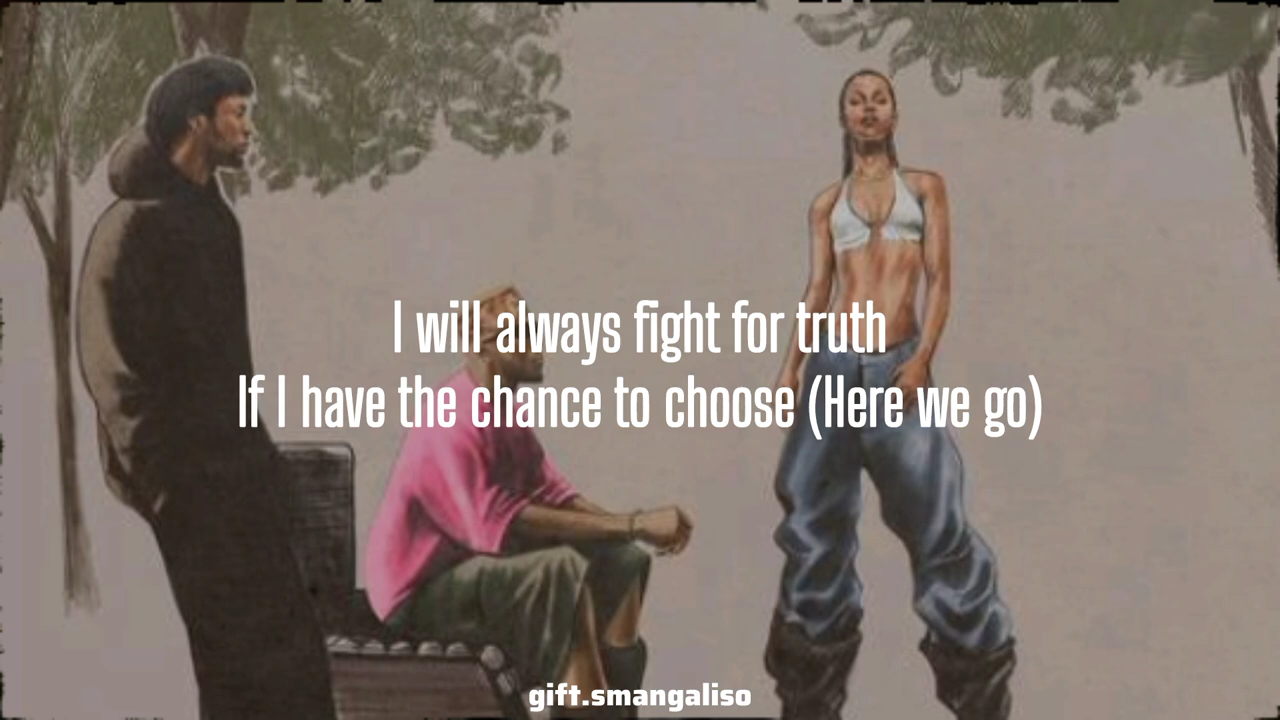 I will always fight for truth
If I have the chance to choose (Here we go)
gift.smangaliso